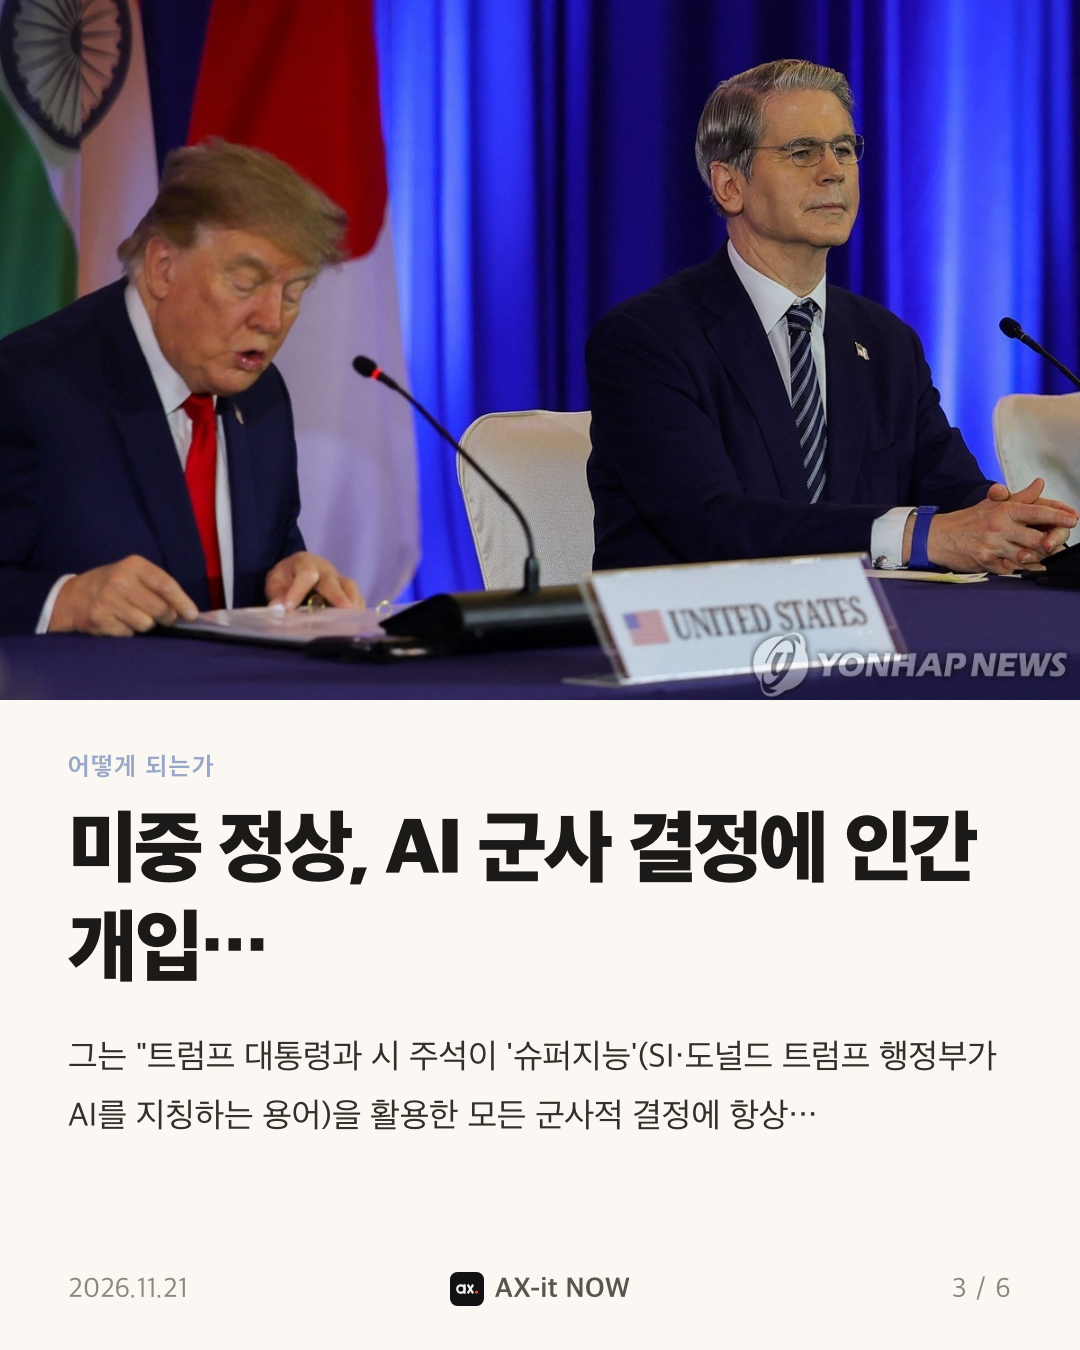 UNITED STATES
YONHAP NEWS
어떻게 되는가
미중 정상, AI 군사 결정에 인간
개입…
그는 "트럼프 대통령과 시 주석이 '슈퍼지능'(SI·도널드 트럼프 행정부가
AI를 지칭하는 용어)을 활용한 모든 군사적 결정에 항상…
2026.11.21
ax.
AX-it NOW
3 / 6